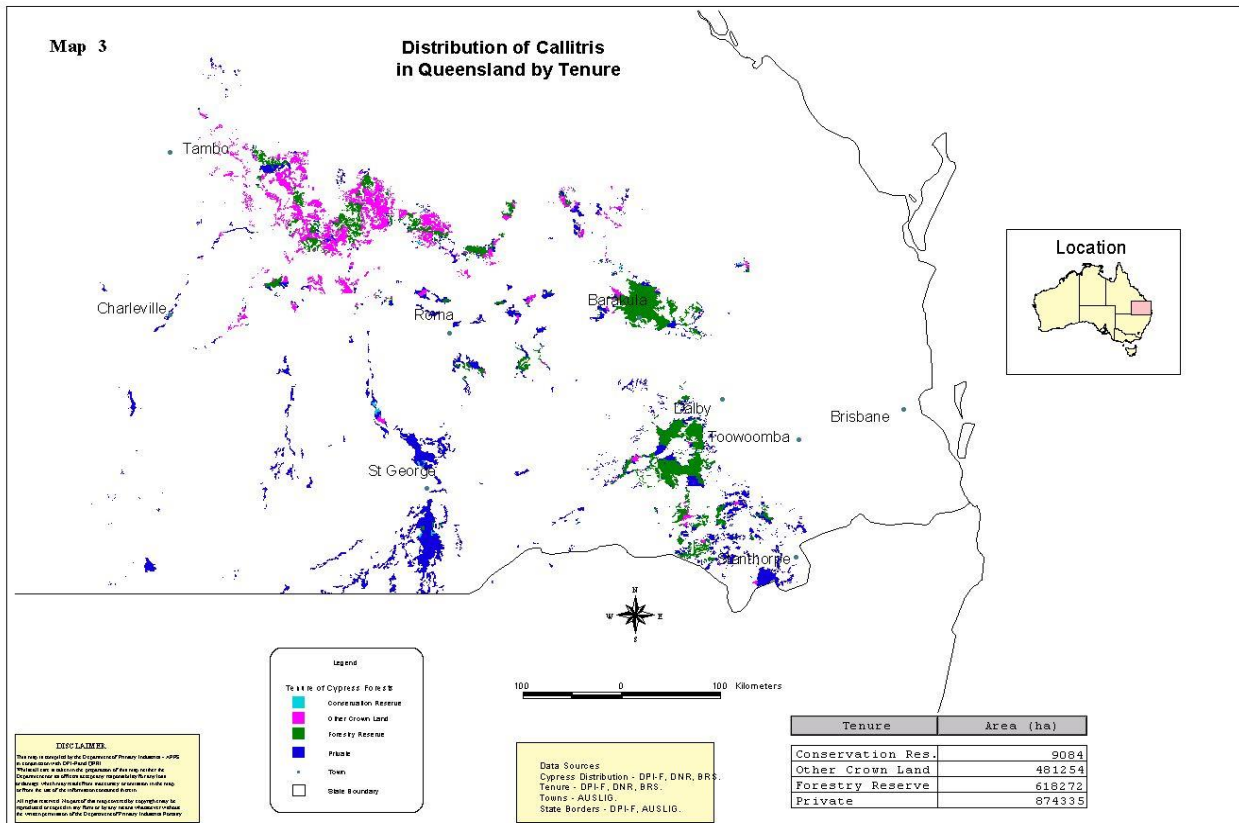 Map 3
Distribution of Callitris
in Queensland by Tenure
Tambo
Charleville
Roma
Barakula
Dalby
Toowoomba
Brisbane
St George
Stanthorpe
Location
N
W E
S
100 0 100 Kilometers
Legend
Tenure of Cypress Forests
Conservation Reserve
Other Crown Land
Forestry Reserve
Private
Town
State Boundary
DISCLAIMER
Data Sources
Cypress Distribution - DPI-F, DNR, BRS.
Tenure - DPI-F, DNR, BRS.
Towns - AUSLIG.
State Borders - DPI-F, AUSLIG.
Tenure Area (ha)
Conservation Res. 9084
Other Crown Land 481254
Forestry Reserve 618272
Private 874335